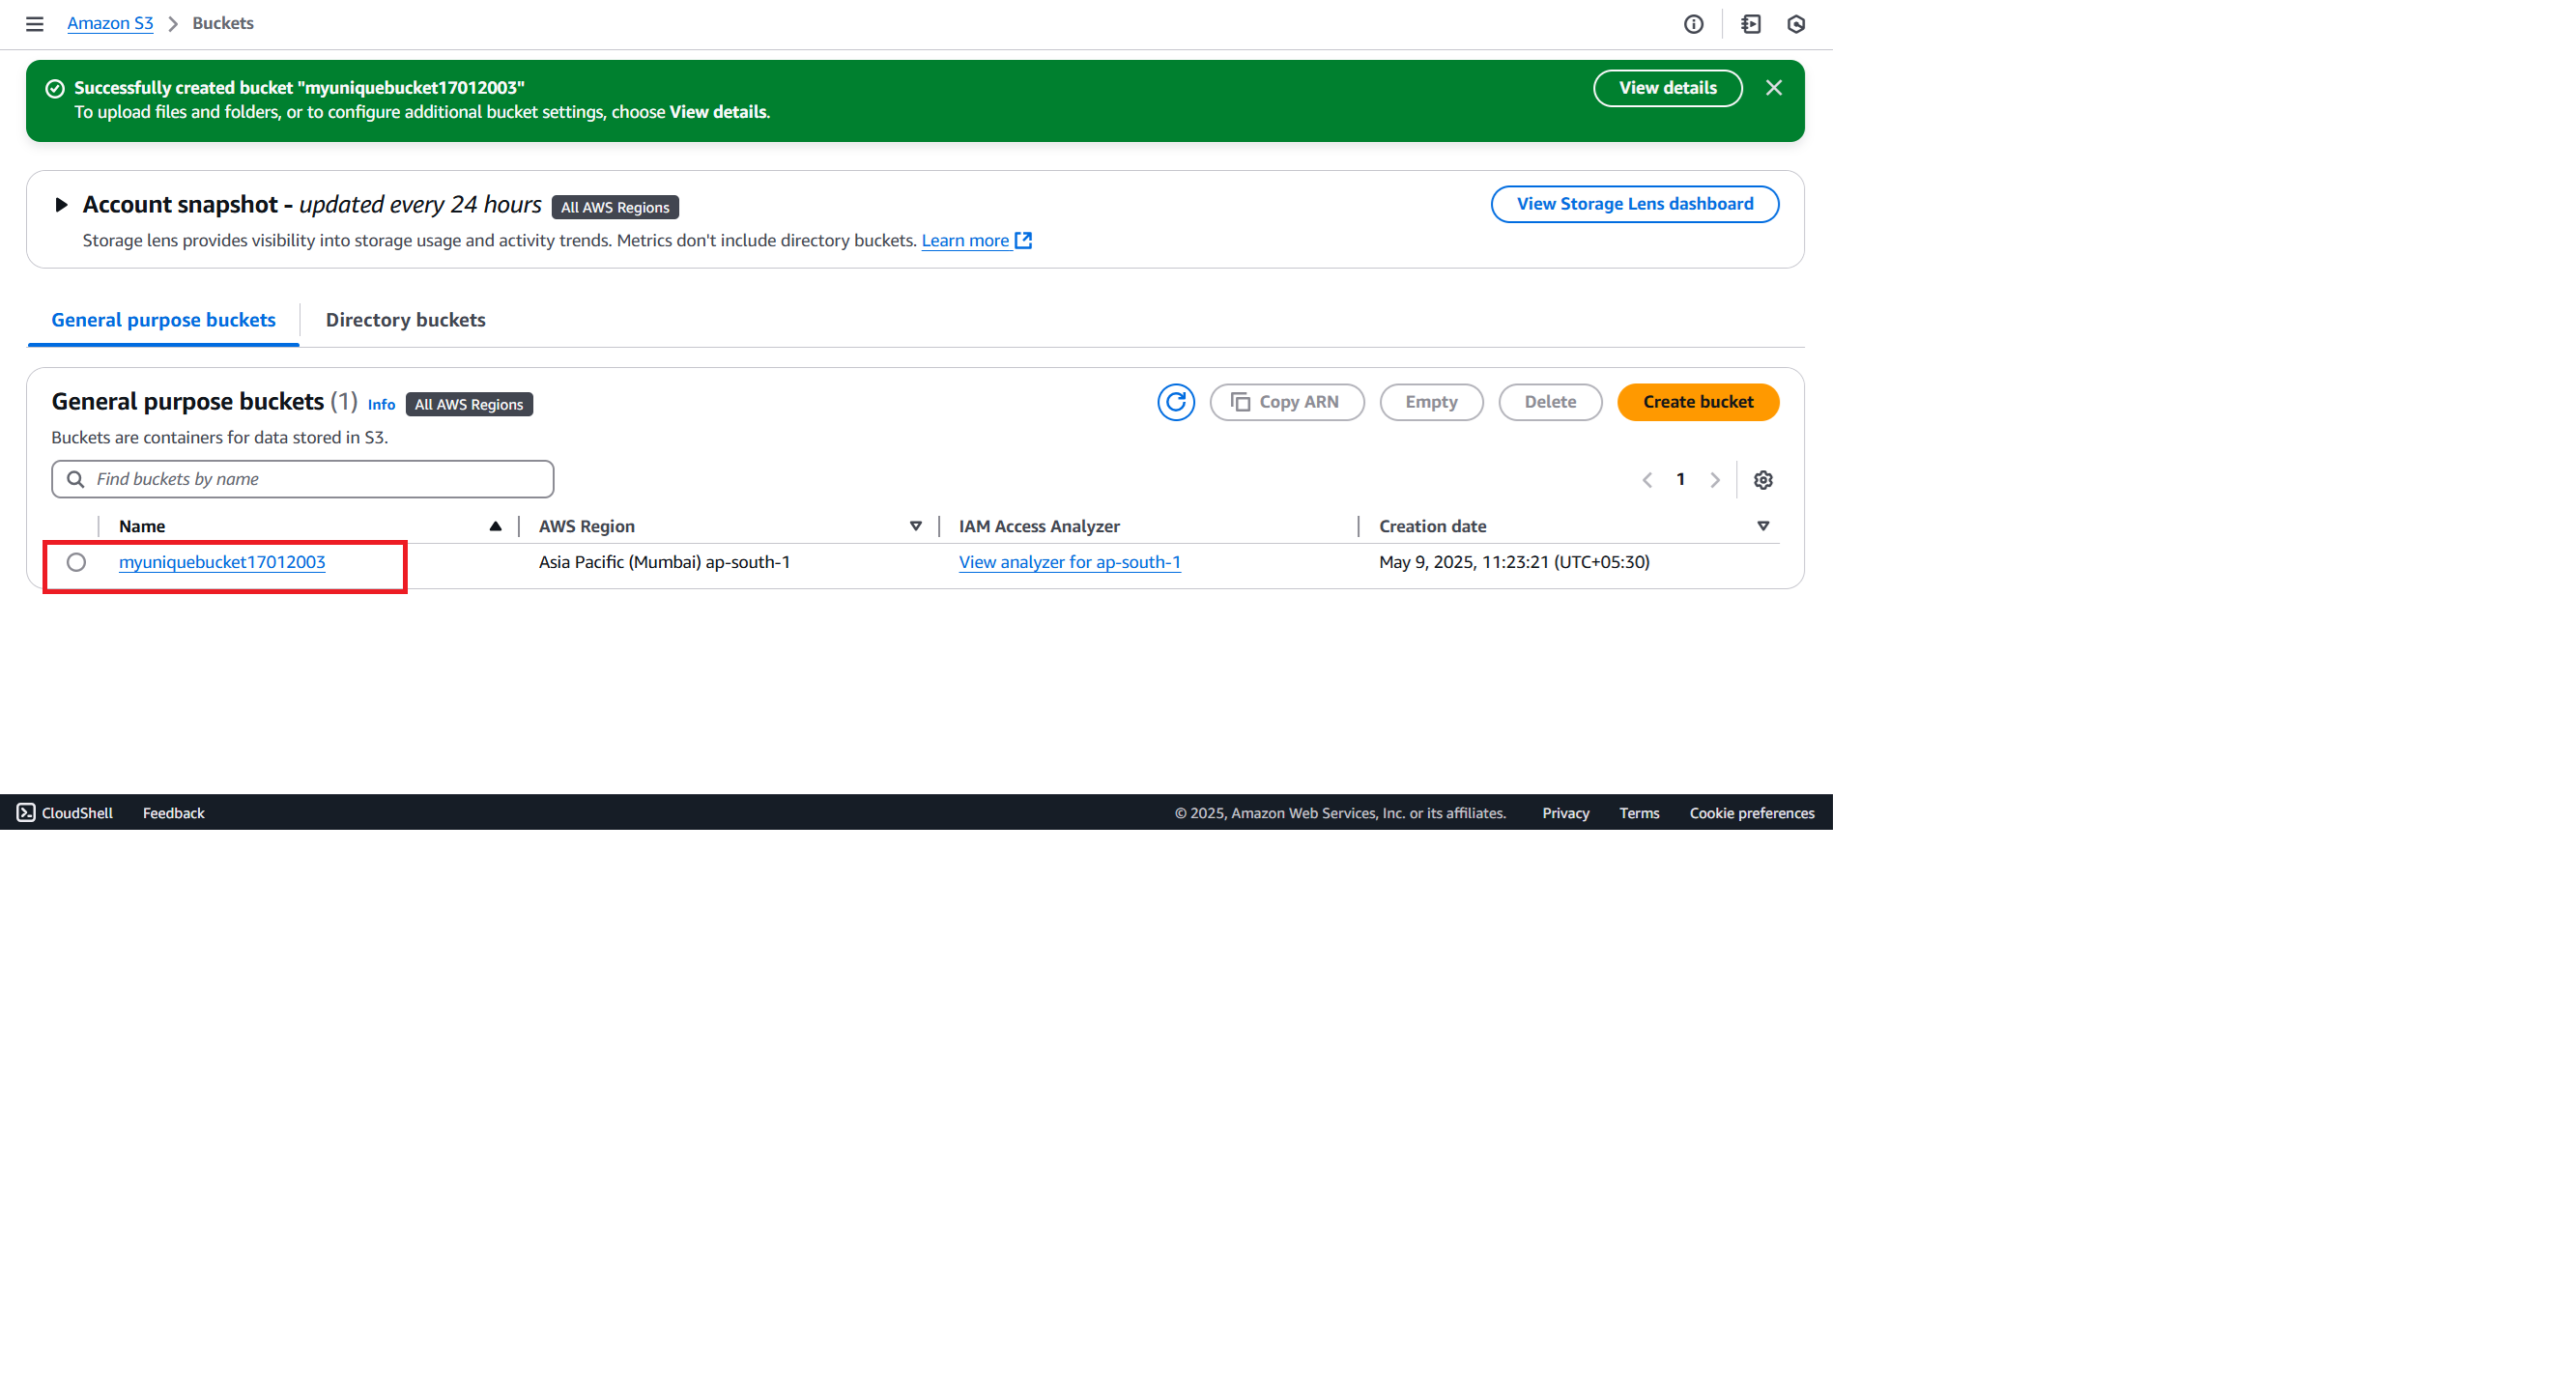 Amazon S3 > Buckets
Successfully created bucket "myuniquebucket17012003"
To upload files and folders, or to configure additional bucket settings, choose View details.
View details
Account snapshot - updated every 24 hours All AWS Regions
View Storage Lens dashboard
Storage lens provides visibility into storage usage and activity trends. Metrics don't include directory buckets. Learn more
General purpose buckets Directory buckets
General purpose buckets (1) Info All AWS Regions
Copy ARN Empty Delete Create bucket
Buckets are containers for data stored in S3.
Find buckets by name
1
Name AWS Region IAM Access Analyzer Creation date
myuniquebucket17012003 Asia Pacific (Mumbai) ap-south-1 View analyzer for ap-south-1 May 9, 2025, 11:23:21 (UTC+05:30)
CloudShell Feedback © 2025, Amazon Web Services, Inc. or its affiliates. Privacy Terms Cookie preferences